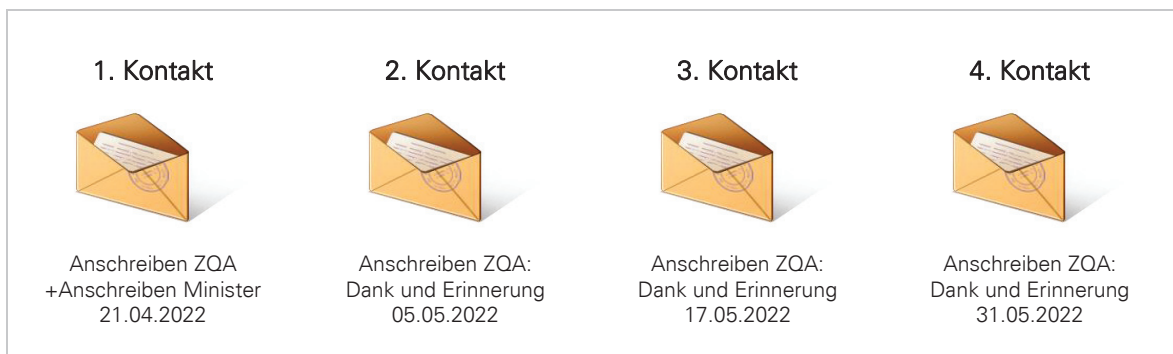 1. Kontakt
Anschreiben ZQA
+Anschreiben Minister
21.04.2022
2. Kontakt
Anschreiben ZQA:
Dank und Erinnerung
05.05.2022
3. Kontakt
Anschreiben ZQA:
Dank und Erinnerung
17.05.2022
4. Kontakt
Anschreiben ZQA:
Dank und Erinnerung
31.05.2022